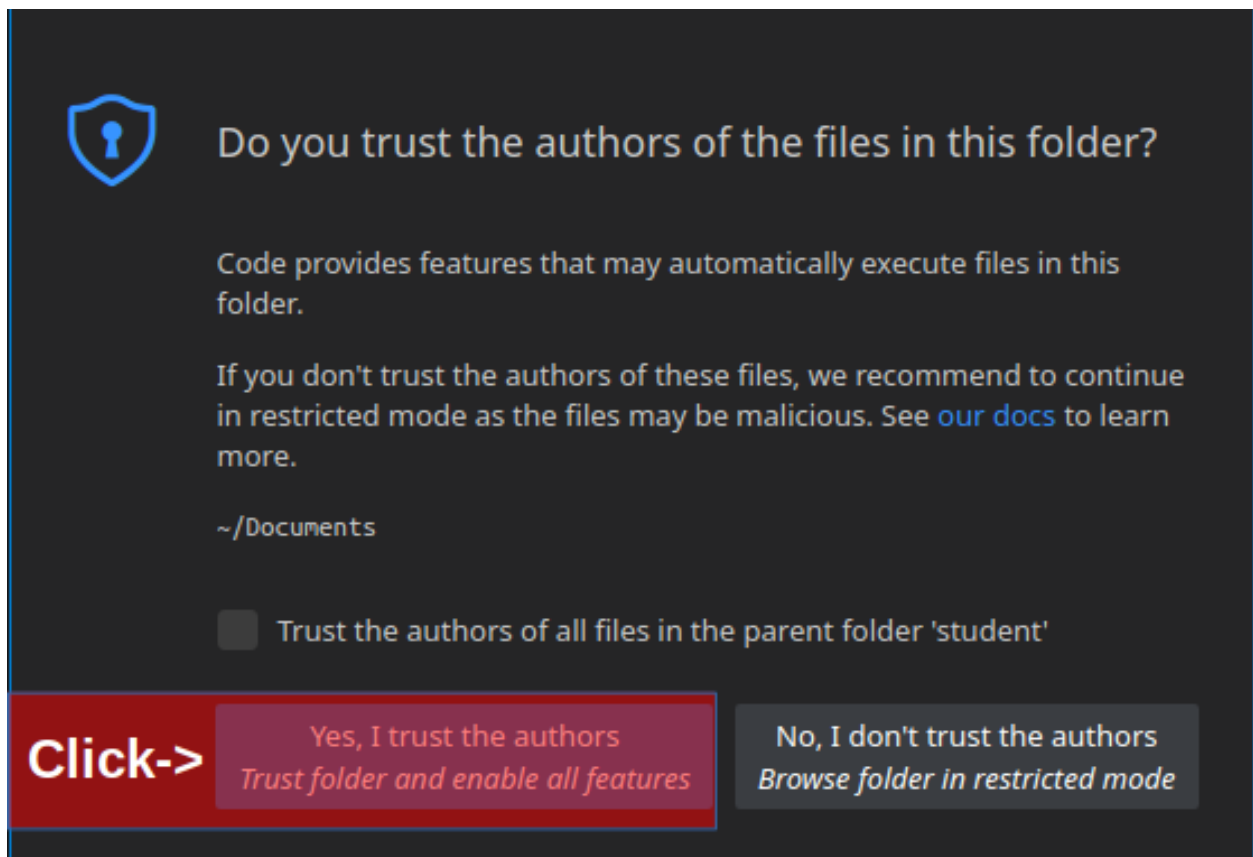 Do you trust the authors of the files in this folder?
Code provides features that may automatically execute files in this
folder.
If you don't trust the authors of these files, we recommend to continue
in restricted mode as the files may be malicious. See our docs to learn
more.
~/Documents
Trust the authors of all files in the parent folder 'student'
Click->
Yes, I trust the authors
Trust folder and enable all features
No, I don't trust the authors
Browse folder in restricted mode